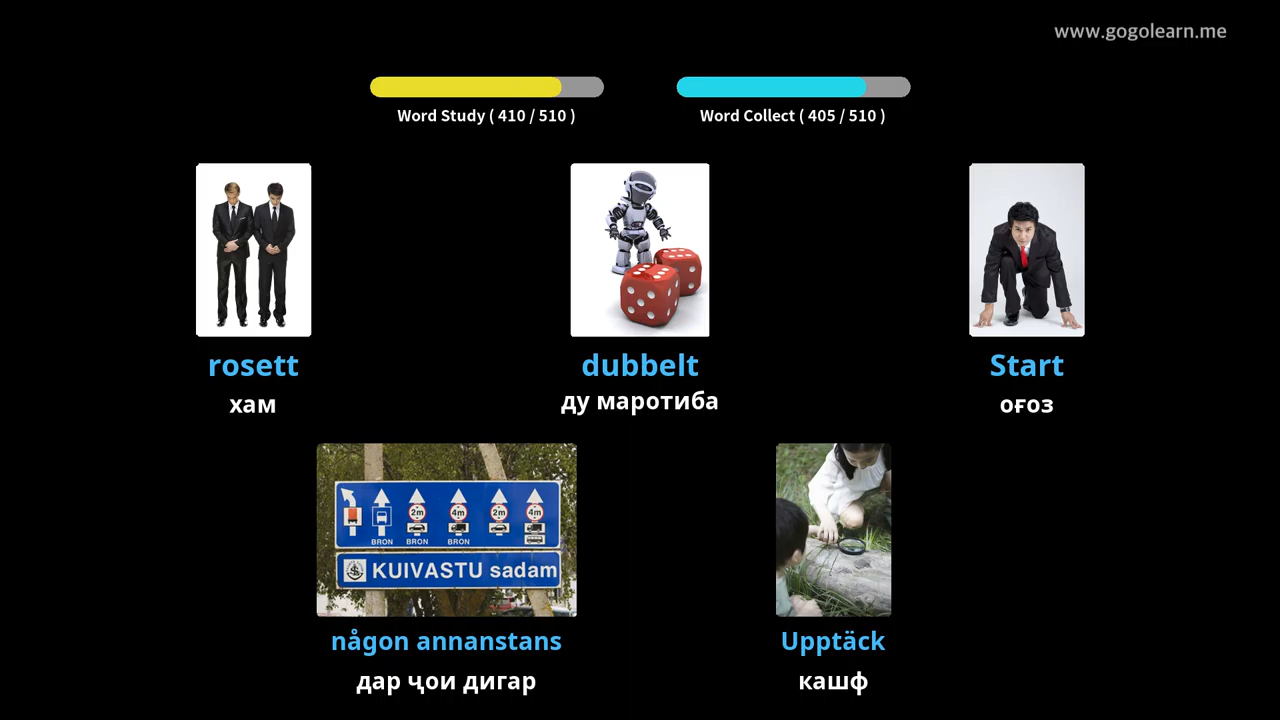 www.gogolearn.me
Word Study ( 410 / 510 )
Word Collect ( 405 / 510 )
rosett
хам
dubbelt
ду маротиба
Start
оғоз
2m 4m 2m 4m
BRON BRON BRON
KUIVASTU sadam
någon annanstans
дар ҷои дигар
Upptäck
кашф